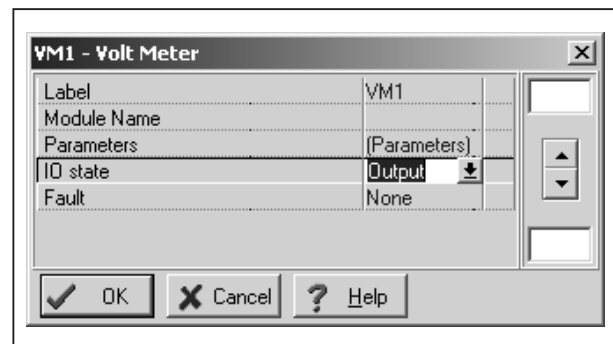 VM1 - Volt Meter
Label VM1
Module Name
Parameters (Parameters)
IO state Output
Fault None
OK Cancel Help